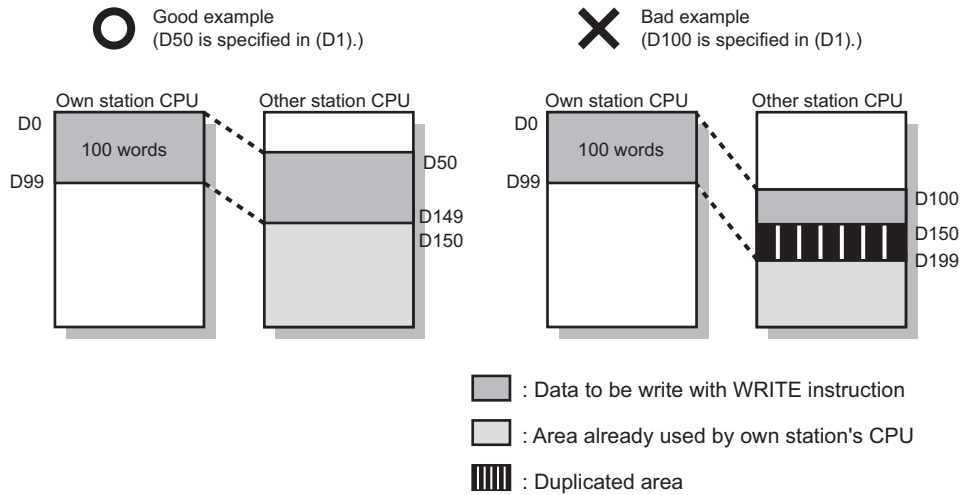 Good example
(D50 is specified in (D1).)
Bad example
(D100 is specified in (D1).)
Own station CPU
Other station CPU
D0
100 words
D99
D50
D149
D150
Own station CPU
Other station CPU
D0
100 words
D99
D100
D150
D199
: Data to be write with WRITE instruction
: Area already used by own station's CPU
: Duplicated area